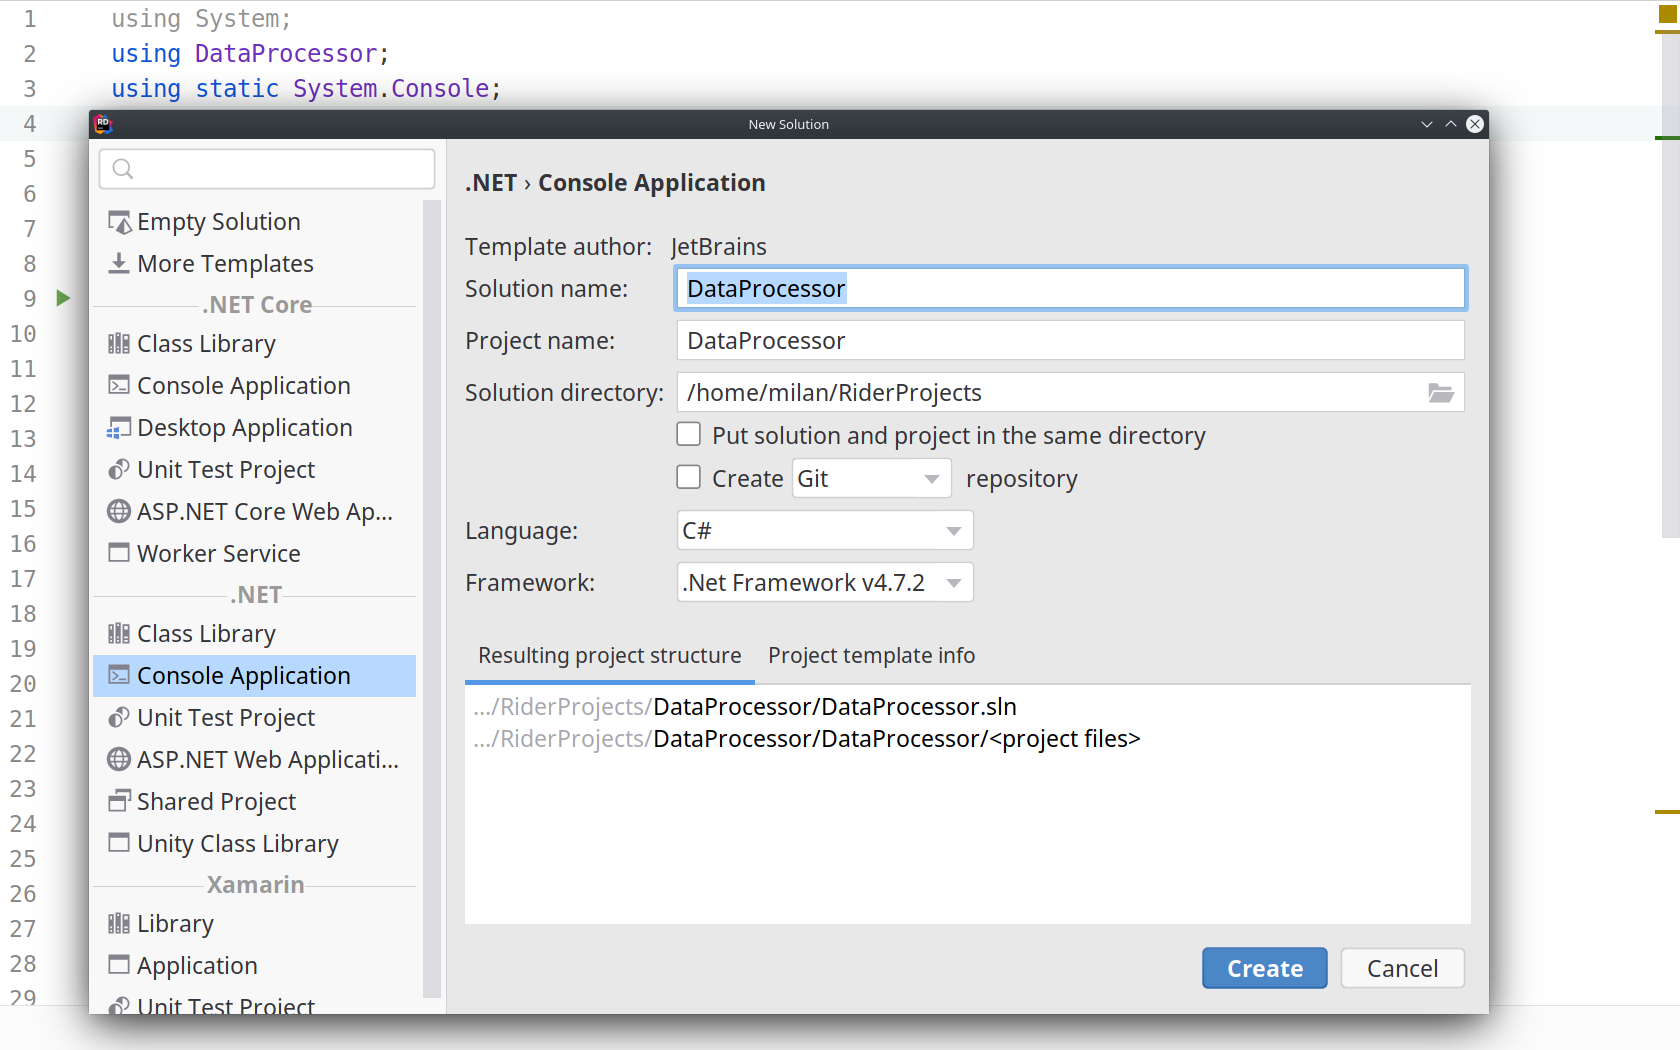 1 using System;
2 using DataProcessor;
3 using static System.Console;
4
5
6
7
8
9
10
11
12
13
14
15
16
17
18
19
20
21
22
23
24
25
26
27
28
29
RD
New Solution
Empty Solution
More Templates
.NET Core
Class Library
Console Application
Desktop Application
Unit Test Project
ASP.NET Core Web Ap...
Worker Service
.NET
Class Library
Console Application
Unit Test Project
ASP.NET Web Applicati...
Shared Project
Unity Class Library
Xamarin
Library
Application
Unit Test Project
.NET › Console Application
Template author: JetBrains
Solution name: DataProcessor
Project name: DataProcessor
Solution directory: /home/milan/RiderProjects
Put solution and project in the same directory
Create Git repository
Language: C#
Framework: .Net Framework v4.7.2
Resulting project structure Project template info
.../RiderProjects/DataProcessor/DataProcessor.sln
.../RiderProjects/DataProcessor/DataProcessor/<project files>
Create Cancel